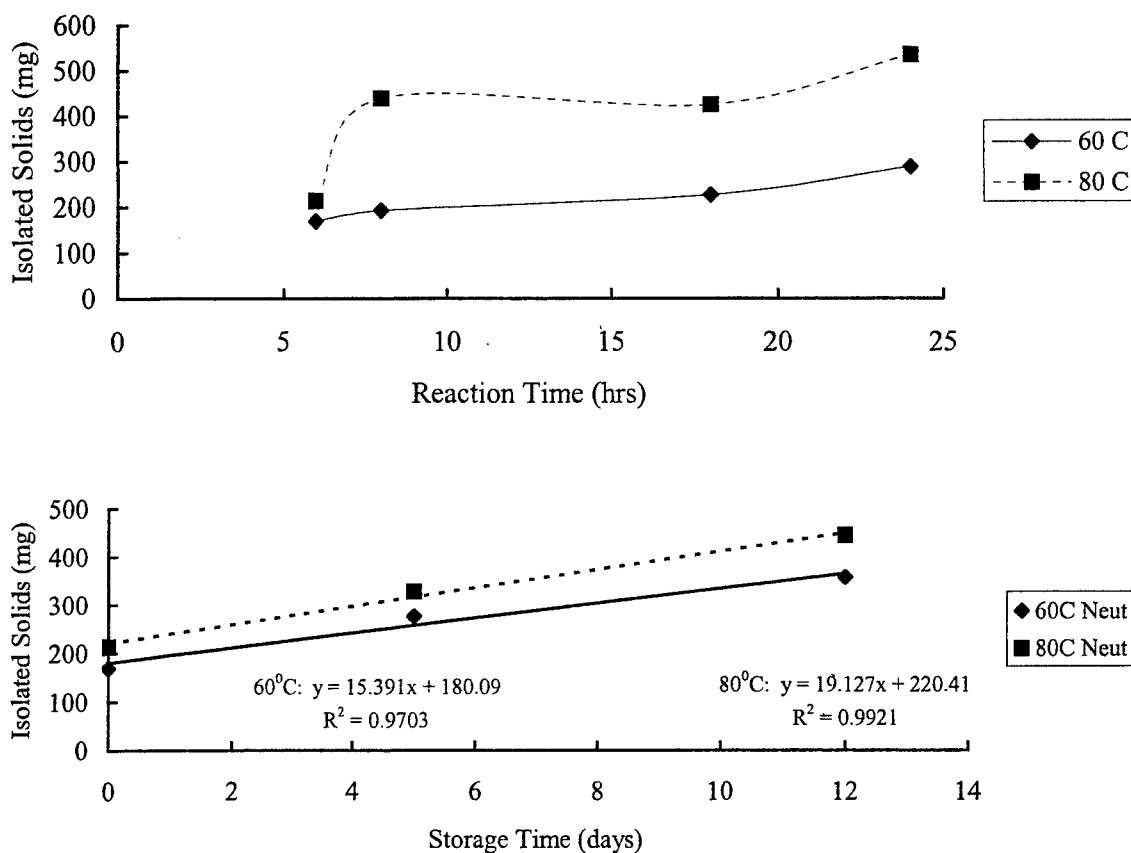 600
500
400
300
200
100
0
Isolated Solids (mg)
0 5 10 15 20 25
Reaction Time (hrs)
60 C
80 C
500
400
300
200
100
0
Isolated Solids (mg)
60⁰C: y = 15.391x + 180.09
R² = 0.9703
80⁰C: y = 19.127x + 220.41
R² = 0.9921
0 2 4 6 8 10 12 14
Storage Time (days)
60C Neut
80C Neut